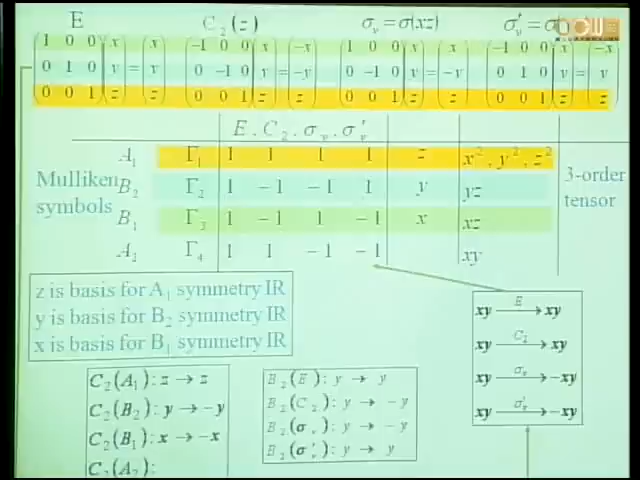 E C₂(z) σᵥ = σ(xz) σ'ᵥ = σ
1 0 0 x x -1 0 0 x -x 1 0 0 x x -1 0 0 x -x
0 1 0 y = y 0 -1 0 y = -y 0 -1 0 y = -y 0 1 0 y = y
0 0 1 z z 0 0 1 z z 0 0 1 z z 0 0 1 z z
E . C₂ . σᵥ . σ'ᵥ
A₁ Γ₁ 1 1 1 1 z x² , y² , z²
Mulliken symbols
B₂ Γ₂ 1 -1 -1 1 y yz
B₁ Γ₃ 1 -1 1 -1 x xz
Γ₄ 1 1 -1 -1 xy
3-order
tensor
z is basis for A₁ symmetry IR
y is basis for B₂ symmetry IR
x is basis for B₁ symmetry IR
C₂(A₁): z → z
C₂(B₂): y → -y
C₂(B₁): x → -x
C₂(A₂):
B₂(E): y → y
B₂(C₂): y → -y
B₂(σᵥ): y → -y
B₂(σ'ᵥ): y → y
xy E→ xy
xy C₂→ xy
xy σᵥ→ -xy
xy σ'ᵥ→ -xy